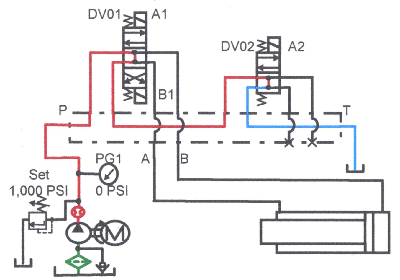 DV01 A1
DV02 A2
B1
P
T
A B
PG1
0 PSI
Set
1,000 PSI
M